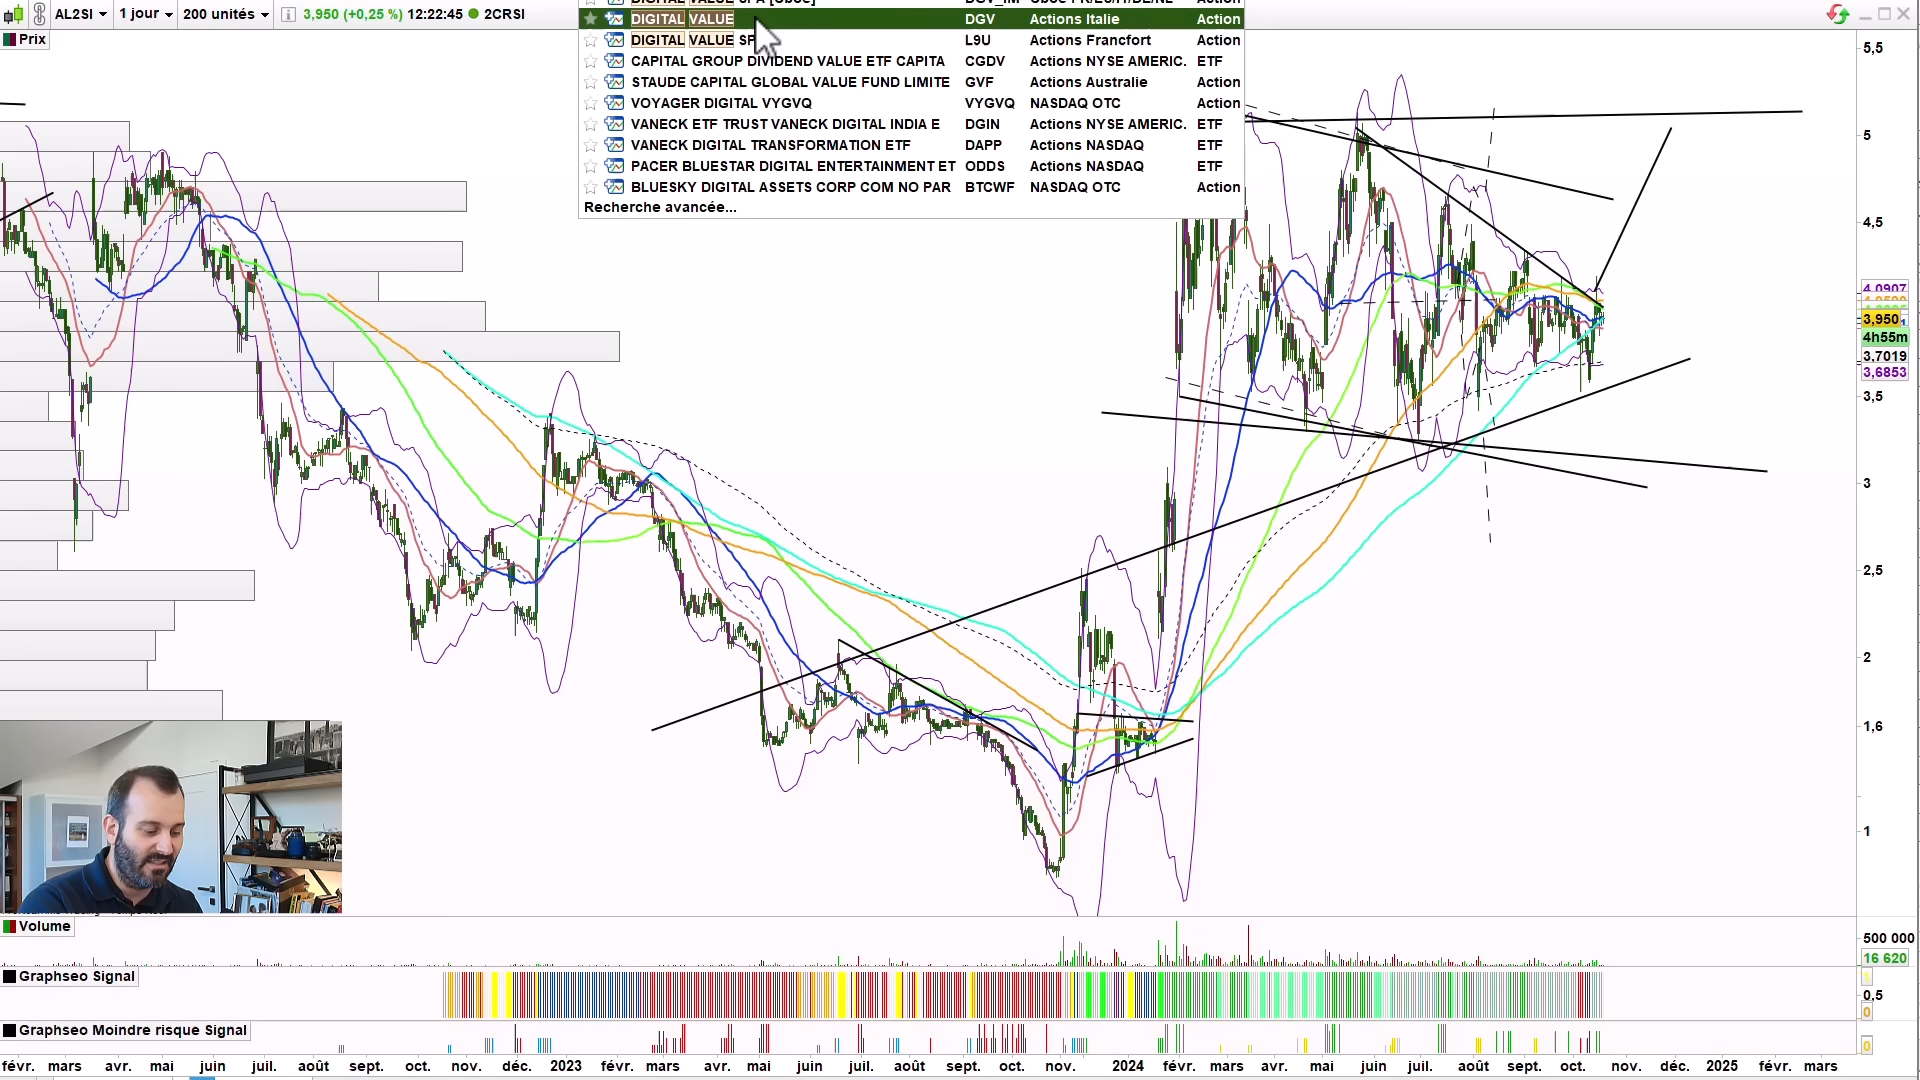 AL2SI 1 jour 200 unités 3,950 (+0,25 %) 12:22:45 2CRSI
Prix
DIGITAL VALUE DGV Actions Italie Action
DIGITAL VALUE L9U Actions Francfort Action
CAPITAL GROUP DIVIDEND VALUE ETF CAPITA CGDV Actions NYSE AMERIC. ETF
STAUDE CAPITAL GLOBAL VALUE FUND LIMITE GVF Actions Australie Action
VOYAGER DIGITAL VYGVQ VYGVQ NASDAQ OTC Action
VANECK ETF TRUST VANECK DIGITAL INDIA E DGIN Actions NYSE AMERIC. ETF
VANECK DIGITAL TRANSFORMATION ETF DAPP Actions NASDAQ ETF
PACER BLUESTAR DIGITAL ENTERTAINMENT ET ODDS Actions NASDAQ ETF
BLUESKY DIGITAL ASSETS CORP COM NO PAR BTCWF NASDAQ OTC Action
Recherche avancée...
5,5
5
4,5
4,0907
3,950
4h55m
3,7019
3,6853
3,5
3
2,5
2
1,6
1
Volume
500 000
16 620
Graphseo Signal
0,5
0
Graphseo Moindre risque Signal
0
févr. mars avr. mai juin juil. août sept. oct. nov. déc. 2023 févr. mars avr. mai juin juil. août sept. oct. nov. 2024 févr. mars avr. mai juin juil. août sept. oct. nov. déc. 2025 févr. mars